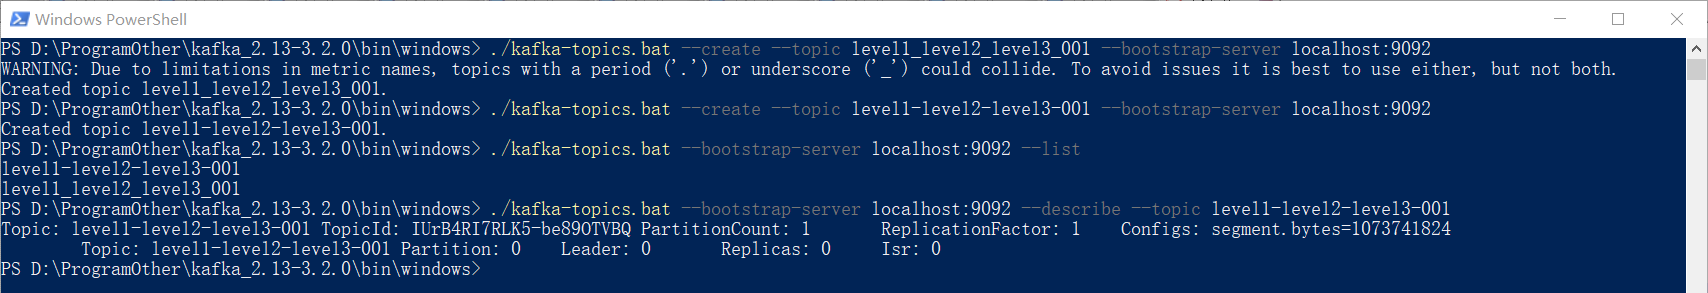 Windows PowerShell
PS D:\ProgramOther\kafka_2.13-3.2.0\bin\windows> ./kafka-topics.bat --create --topic level1_level2_level3_001 --bootstrap-server localhost:9092
WARNING: Due to limitations in metric names, topics with a period ('.') or underscore ('_') could collide. To avoid issues it is best to use either, but not both.
Created topic level1_level2_level3_001.
PS D:\ProgramOther\kafka_2.13-3.2.0\bin\windows> ./kafka-topics.bat --create --topic level1-level2-level3-001 --bootstrap-server localhost:9092
Created topic level1-level2-level3-001.
PS D:\ProgramOther\kafka_2.13-3.2.0\bin\windows> ./kafka-topics.bat --bootstrap-server localhost:9092 --list
level1-level2-level3-001
level1_level2_level3_001
PS D:\ProgramOther\kafka_2.13-3.2.0\bin\windows> ./kafka-topics.bat --bootstrap-server localhost:9092 --describe --topic level1-level2-level3-001
Topic: level1-level2-level3-001 TopicId: IUrB4RI7RLK5-be89OTVBQ PartitionCount: 1 ReplicationFactor: 1 Configs: segment.bytes=1073741824
Topic: level1-level2-level3-001 Partition: 0 Leader: 0 Replicas: 0 Isr: 0
PS D:\ProgramOther\kafka_2.13-3.2.0\bin\windows>